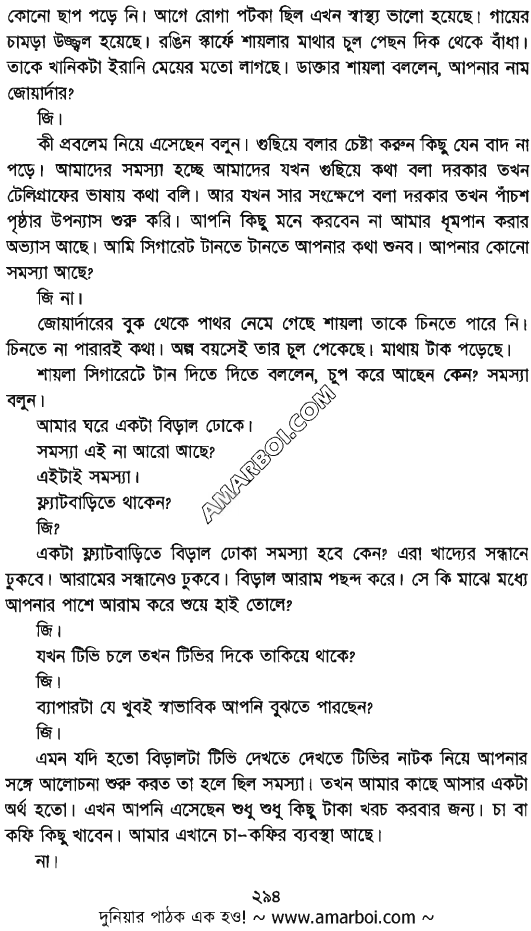 কোনো ছাপ পড়ে নি। আগে রোগা পটকা ছিল এখন স্বাস্থ্য ভালো হয়েছে। গায়ের
চামড়া উজ্জ্বল হয়েছে। রঙিন স্কার্ফে শায়লার মাথার চুল পেছন দিক থেকে বাঁধা।
তাকে খানিকটা ইরানি মেয়ের মতো লাগছে। ডাক্তার শায়লা বললেন, আপনার নাম
জোয়ার্দার?
জি।
কী প্রবলেম নিয়ে এসেছেন বলুন। গুছিয়ে বলার চেষ্টা করুন কিছু যেন বাদ না
পড়ে। আমাদের সমস্যা হচ্ছে আমাদের যখন গুছিয়ে কথা বলা দরকার তখন
টেলিগ্রাফের ভাষায় কথা বলি। আর যখন সার সংক্ষেপে বলা দরকার তখন পাঁচশ
পৃষ্ঠার উপন্যাস শুরু করি। আপনি কিছু মনে করবেন না আমার ধূমপান করার
অভ্যাস আছে। আমি সিগারেট টানতে টানতে আপনার কথা শুনব। আপনার কোনো
সমস্যা আছে?
জি না।
জোয়ার্দারের বুক থেকে পাথর নেমে গেছে শায়লা তাকে চিনতে পারে নি।
চিনতে না পারারই কথা। অল্প বয়সেই তার চুল পেকেছে। মাথায় টাক পড়েছে।
শায়লা সিগারেটে টান দিতে দিতে বললেন, চুপ করে আছেন কেন? সমস্যা
বলুন।
আমার ঘরে একটা বিড়াল ঢোকে।
সমস্যা এই না আরো আছে?
এইটাই সমস্যা।
ফ্ল্যাটবাড়িতে থাকেন?
জি?
একটা ফ্ল্যাটবাড়িতে বিড়াল ঢোকা সমস্যা হবে কেন? এরা খাদ্যের সন্ধানে
ঢুকবে। আরামের সন্ধানেও ঢুকবে। বিড়াল আরাম পছন্দ করে। সে কি মাঝে মধ্যে
আপনার পাশে আরাম করে শুয়ে হাই তোলে?
জি।
যখন টিভি চলে তখন টিভির দিকে তাকিয়ে থাকে?
জি।
ব্যাপারটা যে খুবই স্বাভাবিক আপনি বুঝতে পারছেন?
জি।
এমন যদি হতো বিড়ালটা টিভি দেখতে দেখতে টিভির নাটক নিয়ে আপনার
সঙ্গে আলোচনা শুরু করত তা হলে ছিল সমস্যা। তখন আমার কাছে আসার একটা
অর্থ হতো। এখন আপনি এসেছেন শুধু শুধু কিছু টাকা খরচ করবার জন্য। চা বা
কফি কিছু খাবেন। আমার এখানে চা-কফির ব্যবস্থা আছে।
না।
AMARBOI.COM
২৯৪
দুনিয়ার পাঠক এক হও! ~ www.amarboi.com ~